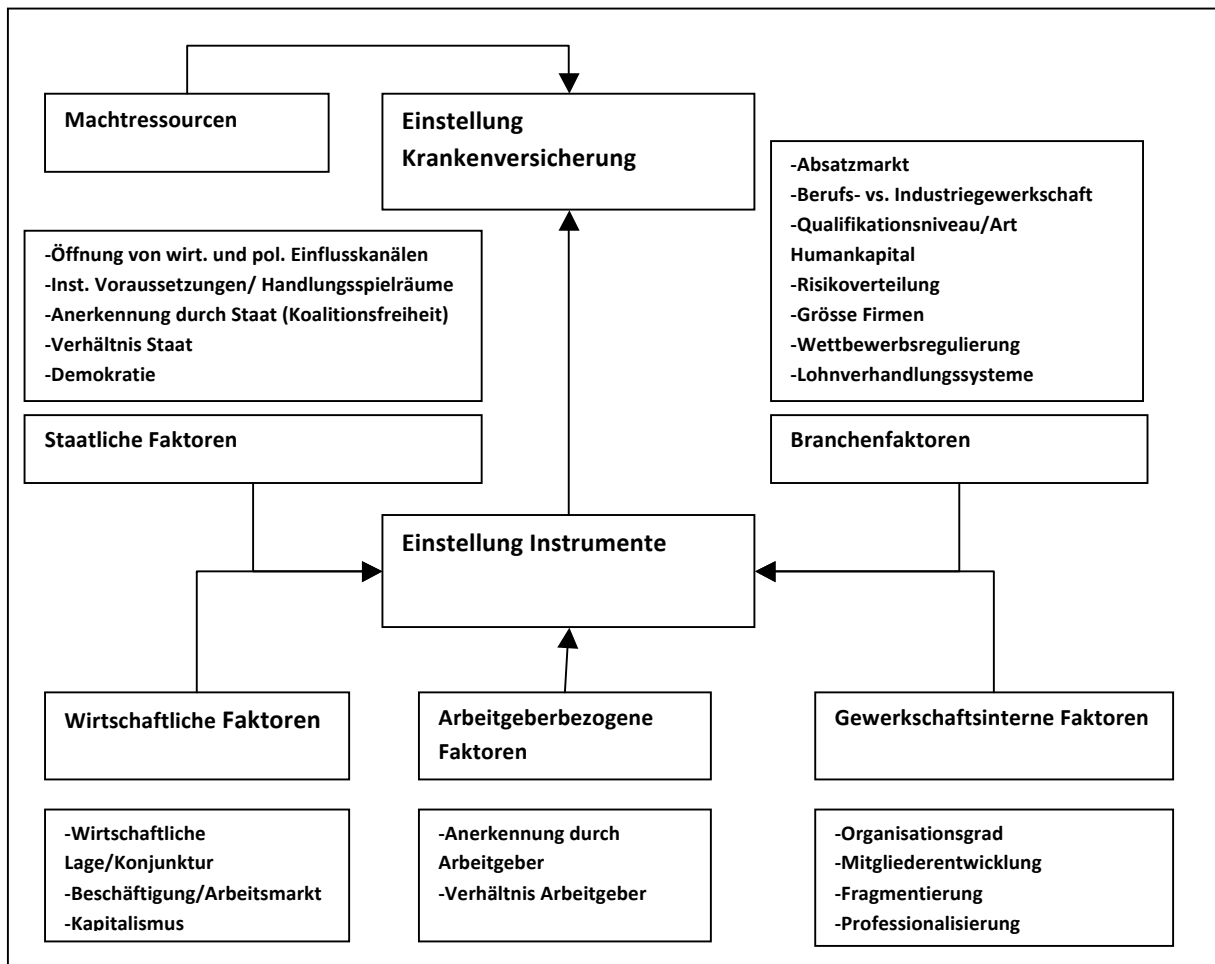 Machtressourcen
Einstellung
Krankenversicherung
-Absatzmarkt
-Berufs- vs. Industriegewerkschaft
-Qualifikationsniveau/Art
Humankapital
-Risikoverteilung
-Grösse Firmen
-Wettbewerbsregulierung
-Lohnverhandlungssysteme
-Öffnung von wirt. und pol. Einflusskanälen
-Inst. Voraussetzungen/ Handlungsspielräume
-Anerkennung durch Staat (Koalitionsfreiheit)
-Verhältnis Staat
-Demokratie
Staatliche Faktoren
Branchenfaktoren
Einstellung Instrumente
Wirtschaftliche Faktoren
Arbeitgeberbezogene
Faktoren
Gewerkschaftsinterne Faktoren
-Wirtschaftliche
Lage/Konjunktur
-Beschäftigung/Arbeitsmarkt
-Kapitalismus
-Anerkennung durch
Arbeitgeber
-Verhältnis Arbeitgeber
-Organisationsgrad
-Mitgliederentwicklung
-Fragmentierung
-Professionalisierung